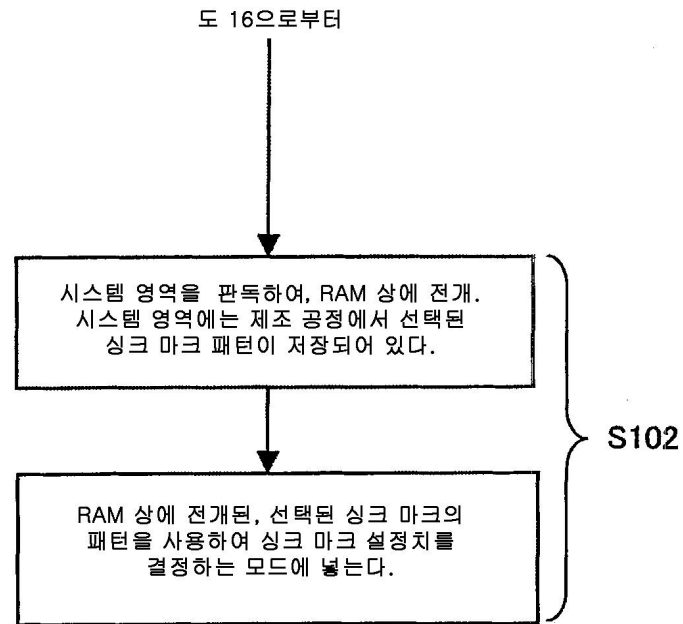 도 16으로부터
시스템 영역을 판독하여, RAM 상에 전개.
시스템 영역에는 제조 공정에서 선택된
싱크 마크 패턴이 저장되어 있다.
S102
RAM 상에 전개된, 선택된 싱크 마크의
패턴을 사용하여 싱크 마크 설정치를
결정하는 모드에 넣는다.